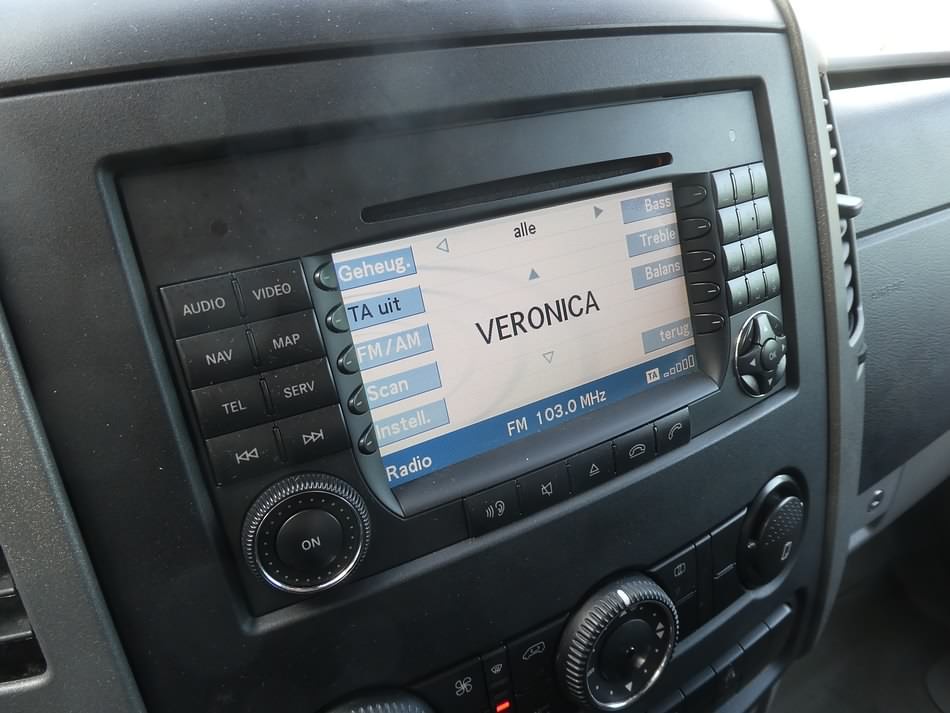 alle
Geheug.
TA uit
FM/AM
Scan
Instell.
VERONICA
Bass
Treble
Balans
terug
FM 103.0 MHz
TA
Radio
AUDIO
VIDEO
NAV
MAP
TEL
SERV
ON
OK